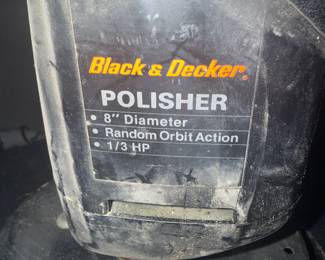 Black & Decker®
POLISHER
• 8" Diameter
• Random Orbit Action
• 1/3 HP